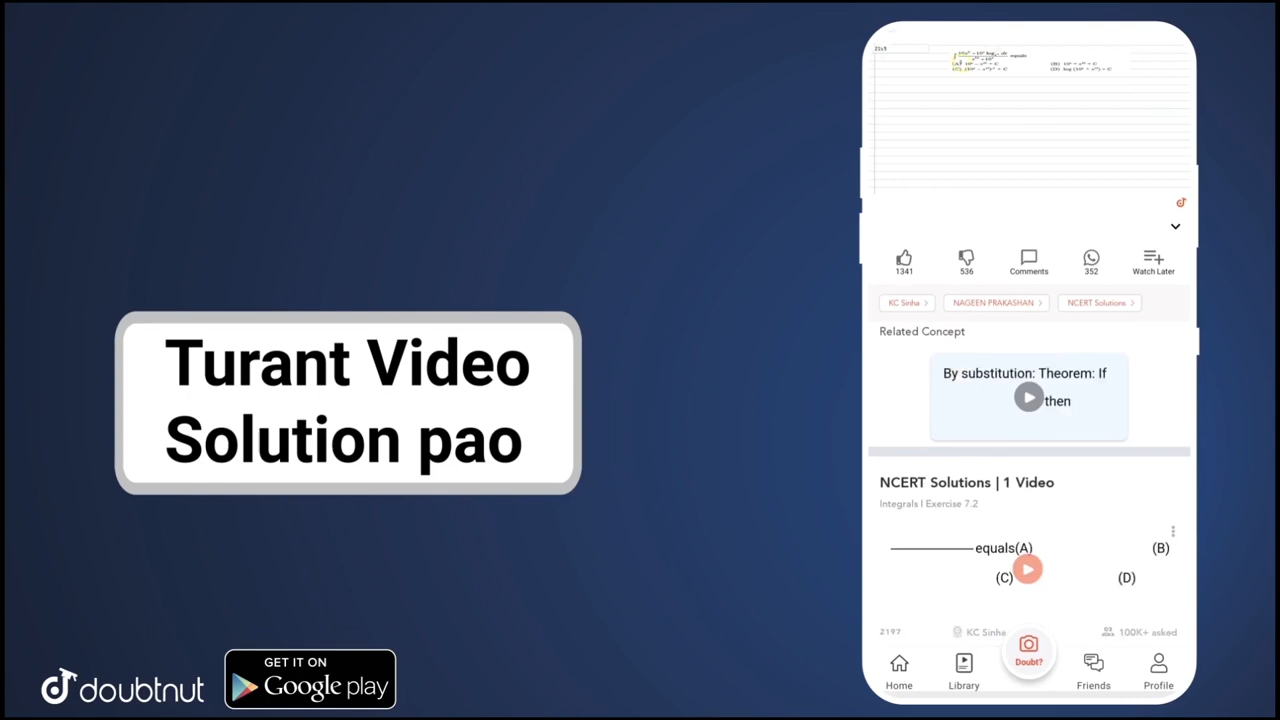 Turant Video
Solution pao
doubtnut
GET IT ON
Google play
equals
1341
536
Comments
352
Watch Later
KC Sinha
NAGEEN PRAKASHAN
NCERT Solutions
Related Concept
By substitution: Theorem: If
then
NCERT Solutions | 1 Video
Integrals | Exercise 7.2
equals(A) (B)
(C) (D)
2197 KC Sinha 100K+ asked
Doubt?
Home Library Friends Profile